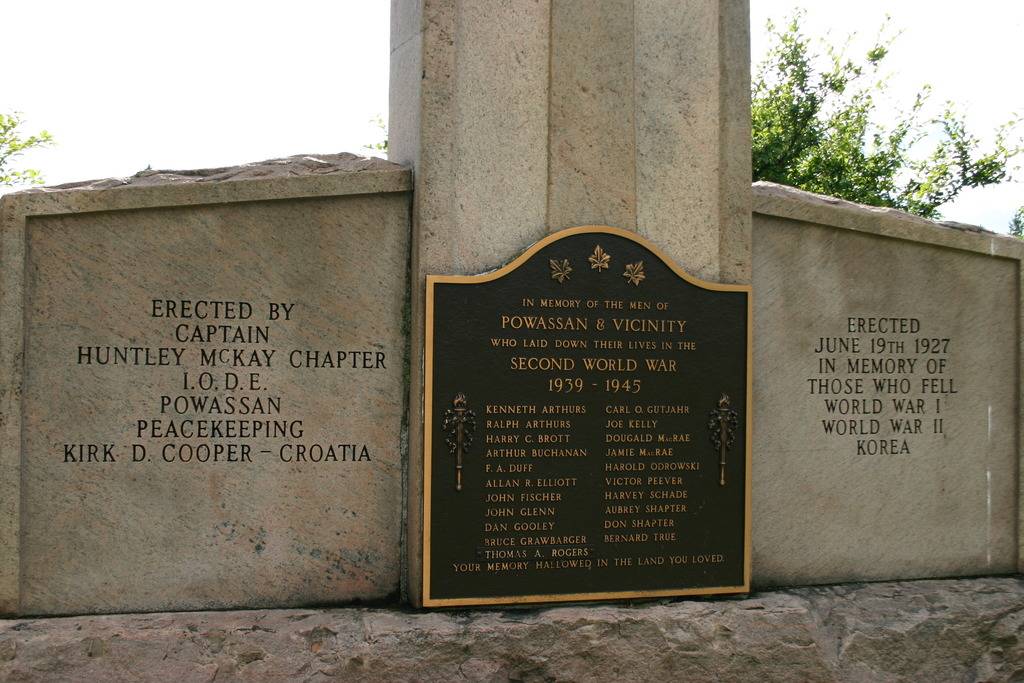 ERECTED BY
CAPTAIN
HUNTLEY McKAY CHAPTER
I.O.D.E.
POWASSAN
PEACEKEEPING
KIRK D. COOPER - CROATIA
IN MEMORY OF THE MEN OF
POWASSAN & VICINITY
WHO LAID DOWN THEIR LIVES IN THE
SECOND WORLD WAR
1939 - 1945
KENNETH ARTHURS
RALPH ARTHURS
HARRY C. BROTT
ARTHUR BUCHANAN
F. A. DUFF
ALLAN R. ELLIOTT
JOHN FISCHER
JOHN GLENN
DAN GOOLEY
BRUCE GRAWBARGER
THOMAS A. ROGERS
CARL O. GUTJAHR
JOE KELLY
DOUGALD MacRAE
JAMIE MacRAE
HAROLD ODROWSKI
VICTOR PEEVER
HARVEY SCHADE
AUBREY SHAPTER
DON SHAPTER
BERNARD TRUE
YOUR MEMORY HALLOWED IN THE LAND YOU LOVED.
ERECTED
JUNE 19TH 1927
IN MEMORY OF
THOSE WHO FELL
WORLD WAR I
WORLD WAR II
KOREA